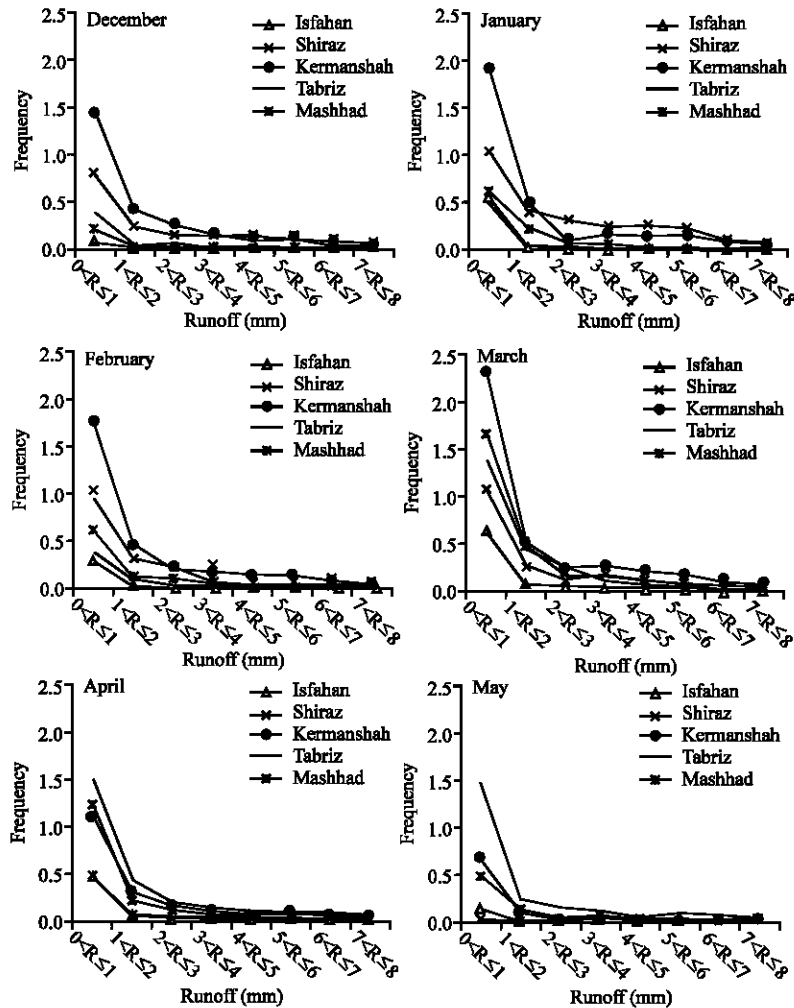 December
Frequency
2.5
2.0
1.5
1.0
0.5
0.0
Isfahan
Shiraz
Kermanshah
Tabriz
Mashhad
0<R≤1
1<R≤2
2<R≤3
3<R≤4
4<R≤5
5<R≤6
6<R≤7
7<R≤8
Runoff (mm)
January
Frequency
2.5
2.0
1.5
1.0
0.5
0.0
Isfahan
Shiraz
Kermanshah
Tabriz
Mashhad
0<R≤1
1<R≤2
2<R≤3
3<R≤4
4<R≤5
5<R≤6
6<R≤7
7<R≤8
Runoff (mm)
February
Frequency
2.5
2.0
1.5
1.0
0.5
0.0
Isfahan
Shiraz
Kermanshah
Tabriz
Mashhad
0<R≤1
1<R≤2
2<R≤3
3<R≤4
4<R≤5
5<R≤6
6<R≤7
7<R≤8
Runoff (mm)
March
Frequency
2.5
2.0
1.5
1.0
0.5
0.0
Isfahan
Shiraz
Kermanshah
Tabriz
Mashhad
0<R≤1
1<R≤2
2<R≤3
3<R≤4
4<R≤5
5<R≤6
6<R≤7
7<R≤8
Runoff (mm)
April
Frequency
2.5
2.0
1.5
1.0
0.5
0.0
Isfahan
Shiraz
Kermanshah
Tabriz
Mashhad
0<R≤1
1<R≤2
2<R≤3
3<R≤4
4<R≤5
5<R≤6
6<R≤7
7<R≤8
Runoff (mm)
May
Frequency
2.5
2.0
1.5
1.0
0.5
0.0
Isfahan
Shiraz
Kermanshah
Tabriz
Mashhad
0<R≤1
1<R≤2
2<R≤3
3<R≤4
4<R≤5
5<R≤6
6<R≤7
7<R≤8
Runoff (mm)